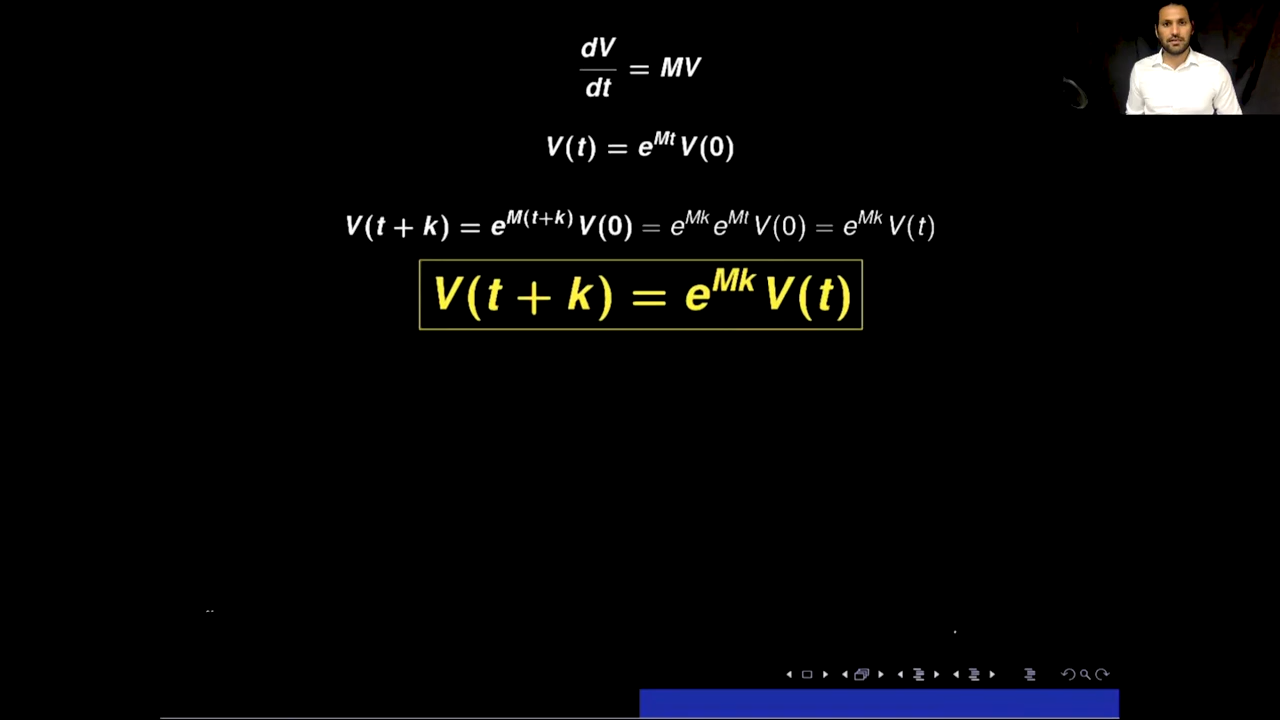 dV/dt = MV
V(t) = e^{Mt} V(0)
V(t + k) = e^{M(t+k)} V(0) = e^{Mk} e^{Mt} V(0) = e^{Mk} V(t)
V(t + k) = e^{Mk} V(t)